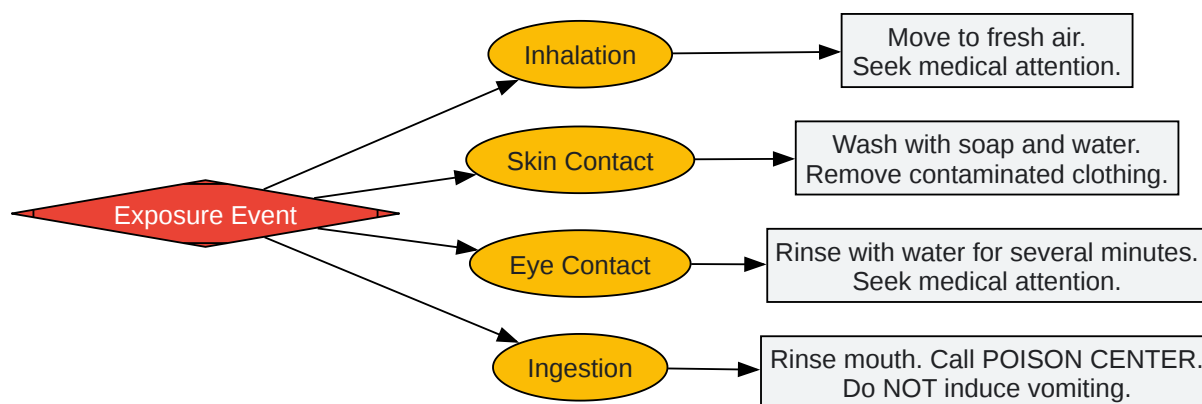 Exposure Event
Inhalation
Move to fresh air.
Seek medical attention.
Skin Contact
Wash with soap and water.
Remove contaminated clothing.
Eye Contact
Rinse with water for several minutes.
Seek medical attention.
Ingestion
Rinse mouth. Call POISON CENTER.
Do NOT induce vomiting.